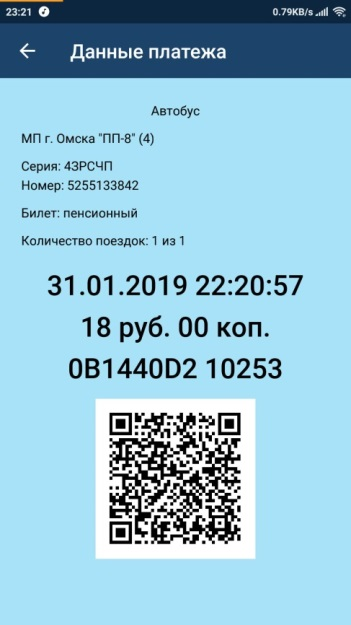 23:21 0.79KB/s
Данные платежа
Автобус
МП г. Омска "ПП-8" (4)
Серия: 4ЗРСЧП
Номер: 5255133842
Билет: пенсионный
Количество поездок: 1 из 1
31.01.2019 22:20:57
18 руб. 00 коп.
0B1440D2 10253